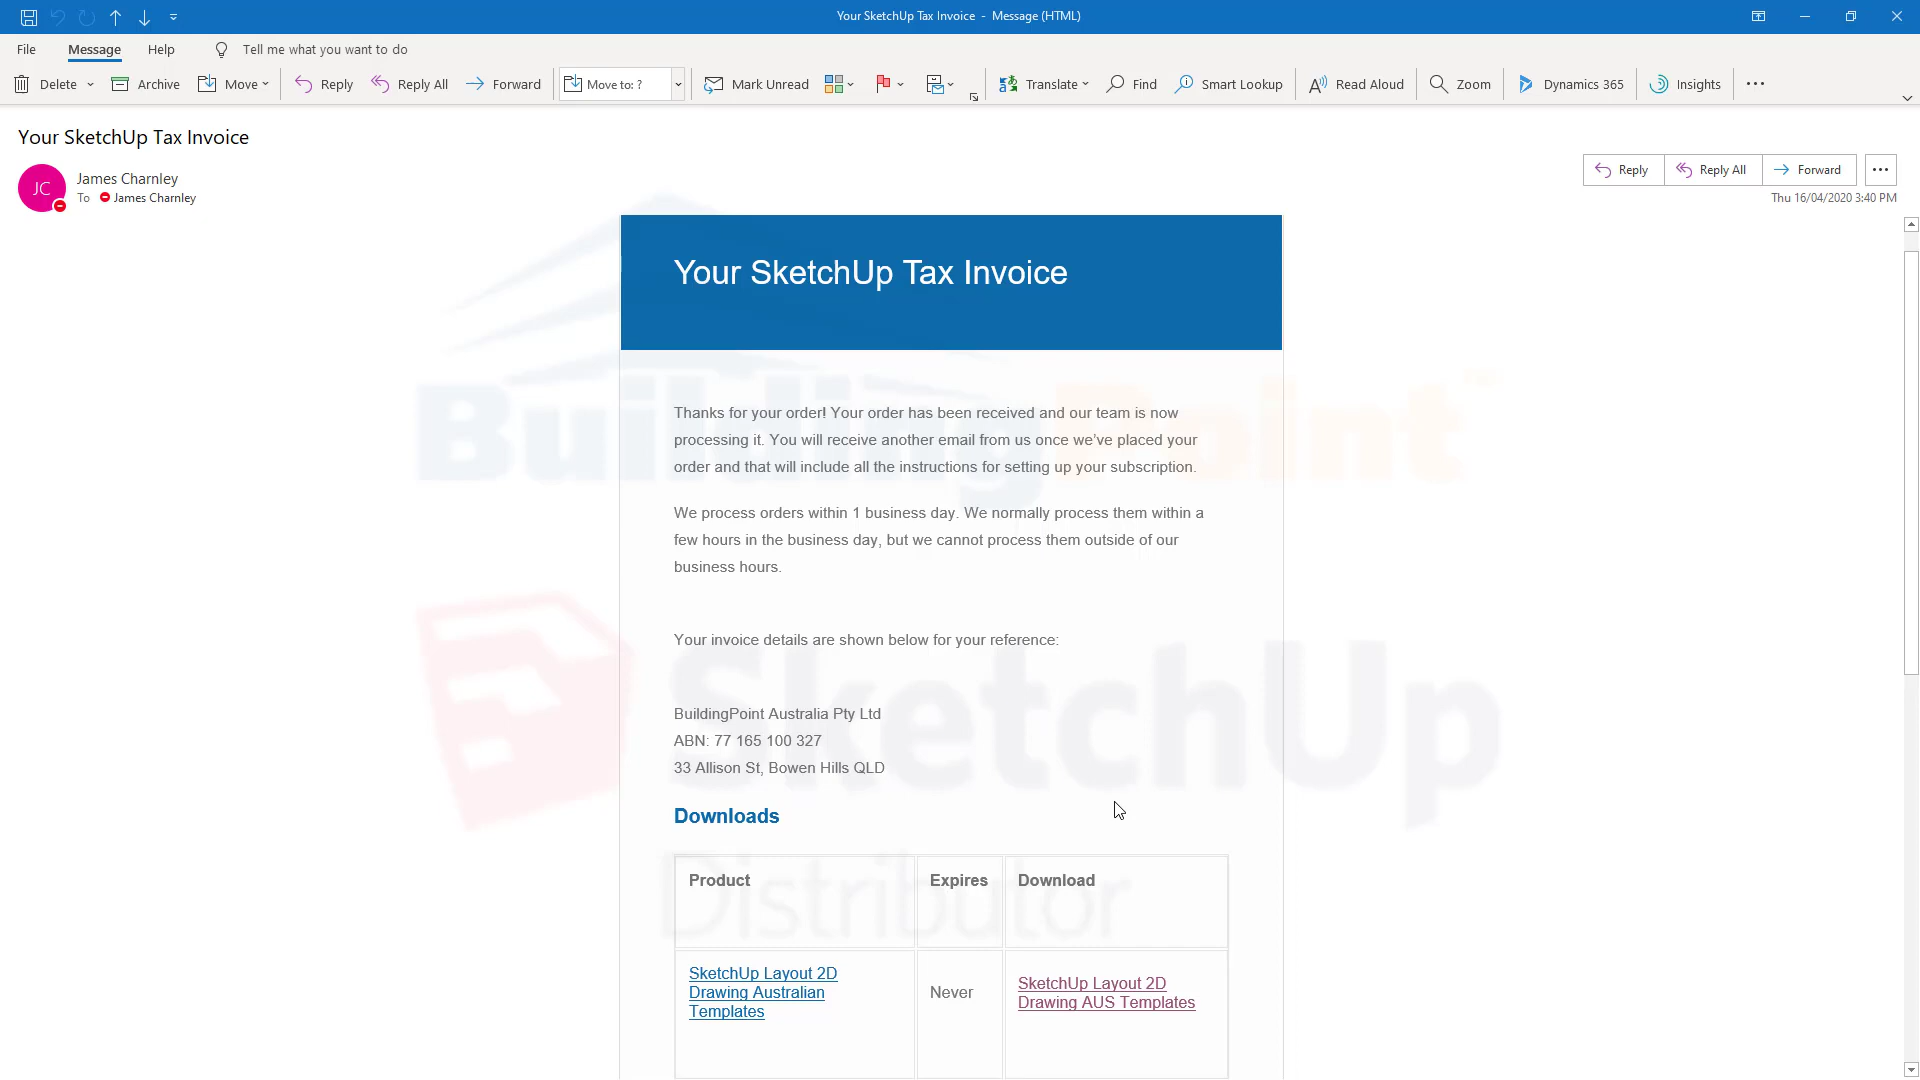 Your SketchUp Tax Invoice - Message (HTML)
File Message Help Tell me what you want to do
Delete Archive Move Reply Reply All Forward Move to: ? Mark Unread Translate Find Smart Lookup Read Aloud Zoom Dynamics 365 Insights
Your SketchUp Tax Invoice
JC
James Charnley
To James Charnley
Reply Reply All Forward
Thu 16/04/2020 3:40 PM
Your SketchUp Tax Invoice
BuildingPoint™
Thanks for your order! Your order has been received and our team is now
processing it. You will receive another email from us once we've placed your
order and that will include all the instructions for setting up your subscription.
We process orders within 1 business day. We normally process them within a
few hours in the business day, but we cannot process them outside of our
business hours.
Your invoice details are shown below for your reference:
SketchUp
BuildingPoint Australia Pty Ltd
ABN: 77 165 100 327
33 Allison St, Bowen Hills QLD
Downloads
Distributor
Product Expires Download
SketchUp Layout 2D
Drawing Australian
Templates
Never
SketchUp Layout 2D
Drawing AUS Templates